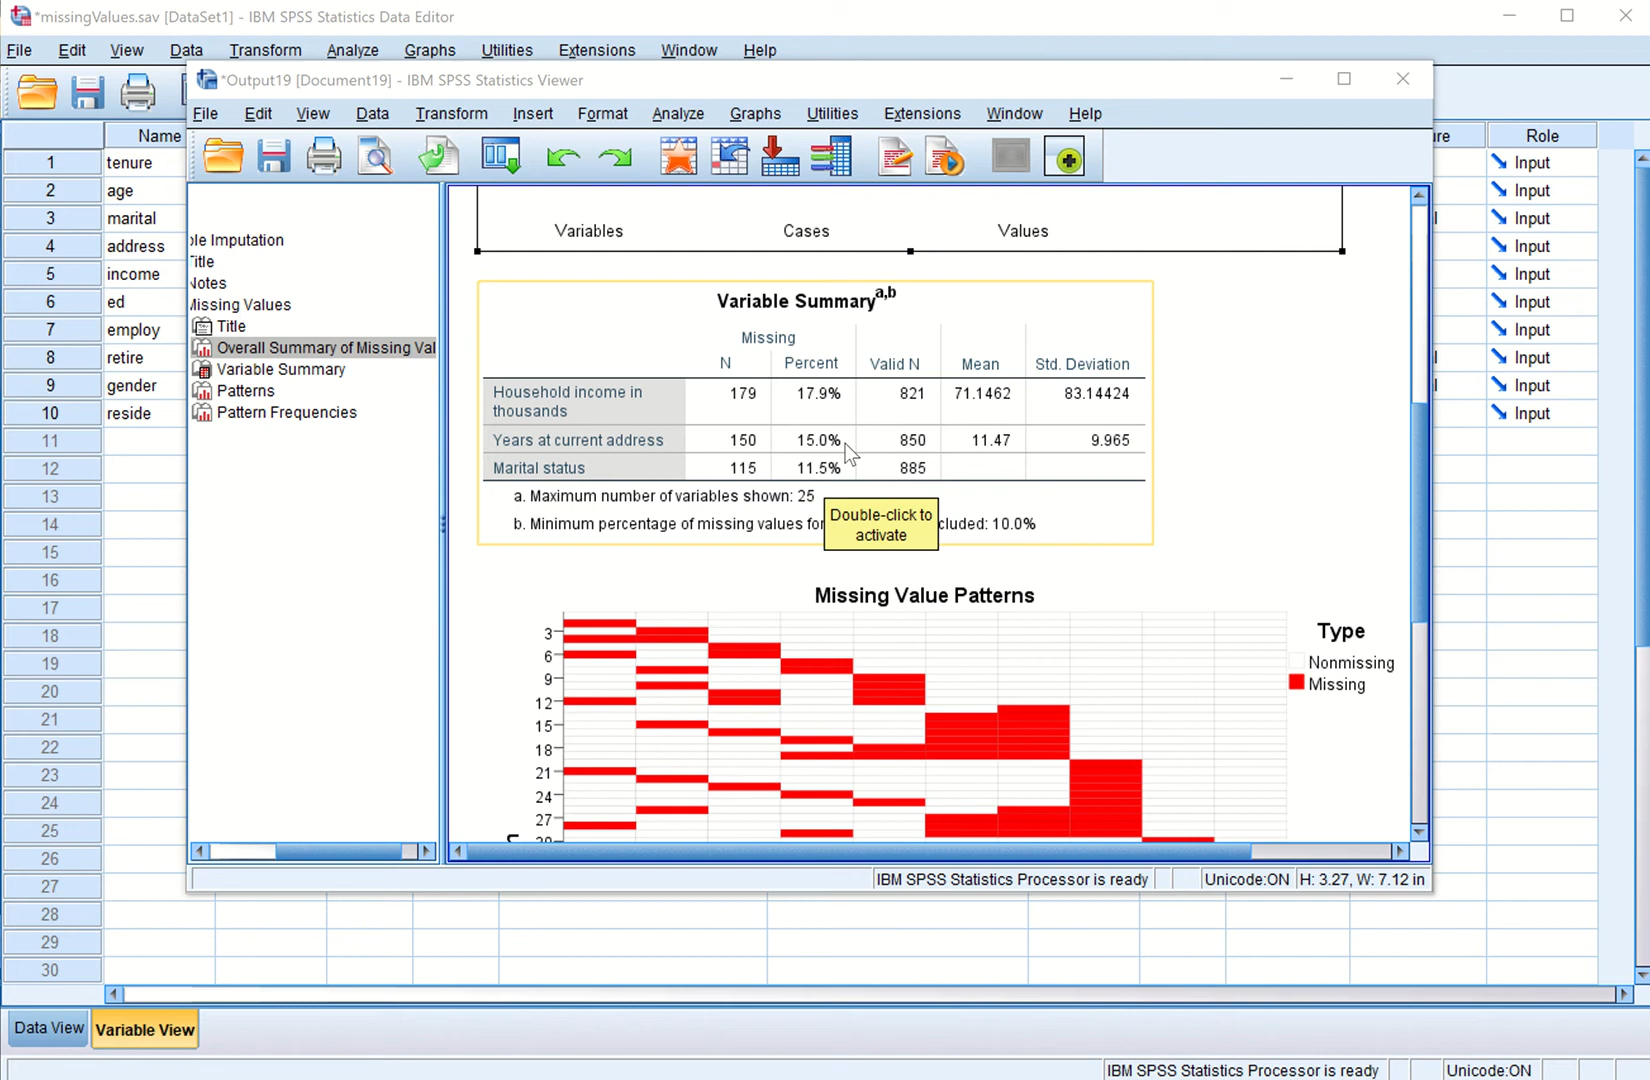 *missingValues.sav [DataSet1] - IBM SPSS Statistics Data Editor
File Edit View Data Transform Analyze Graphs Utilities Extensions Window Help
*Output19 [Document19] - IBM SPSS Statistics Viewer
File Edit View Data Transform Insert Format Analyze Graphs Utilities Extensions Window Help
Name
Role
1 tenure Input
2 age Input
3 marital Input
4 address Input
5 income Input
6 ed Input
7 employ Input
8 retire Input
9 gender Input
10 reside Input
11
12
13
14
15
16
17
18
19
20
21
22
23
24
25
26
27
28
29
30
Imputation
Title
Notes
Missing Values
Title
Overall Summary of Missing Val
Variable Summary
Patterns
Pattern Frequencies
Variables Cases Values
Variable Summary a,b
Missing
N Percent Valid N Mean Std. Deviation
Household income in 179 17.9% 821 71.1462 83.14424
thousands
Years at current address 150 15.0% 850 11.47 9.965
Marital status 115 11.5% 885
a. Maximum number of variables shown: 25
b. Minimum percentage of missing values for cluded: 10.0%
Double-click to
activate
Missing Value Patterns
3
6
9
12
15
18
21
24
27
Type
Nonmissing
Missing
IBM SPSS Statistics Processor is ready Unicode:ON H: 3.27, W: 7.12 in
Data View Variable View
IBM SPSS Statistics Processor is ready Unicode:ON